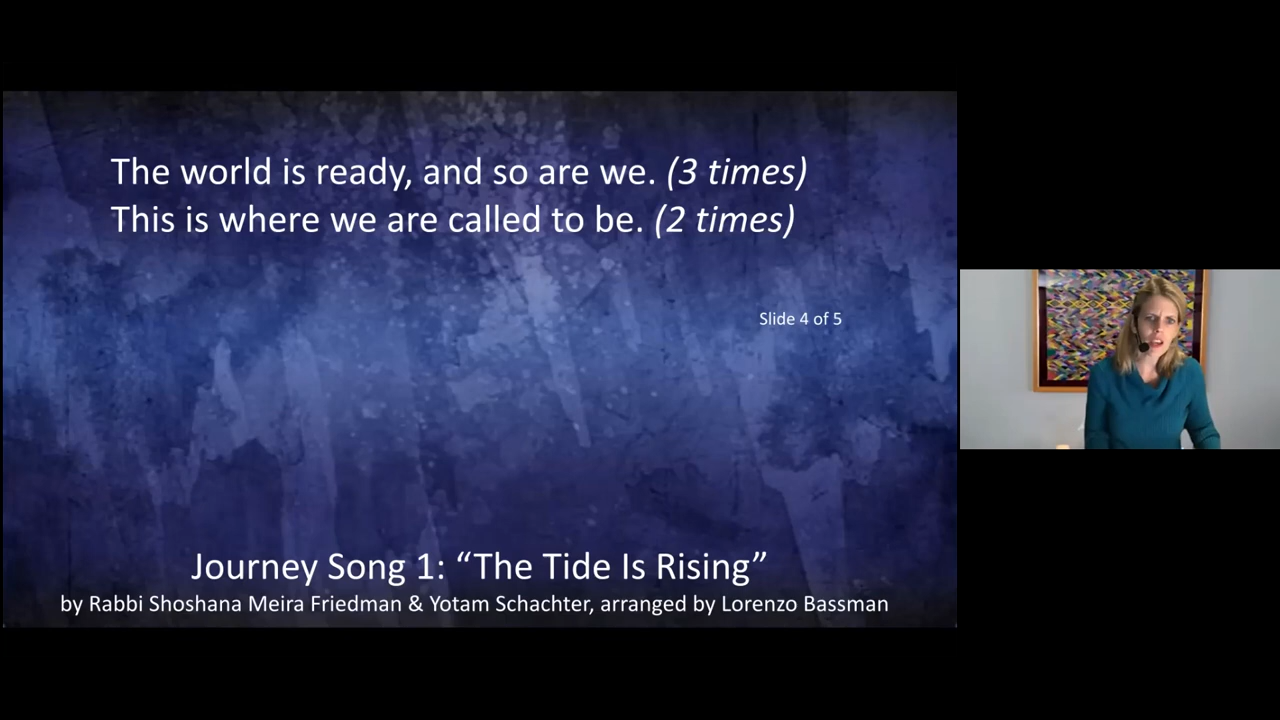 The world is ready, and so are we. (3 times)
This is where we are called to be. (2 times)
Slide 4 of 5
Journey Song 1: “The Tide Is Rising”
by Rabbi Shoshana Meira Friedman & Yotam Schachter, arranged by Lorenzo Bassman